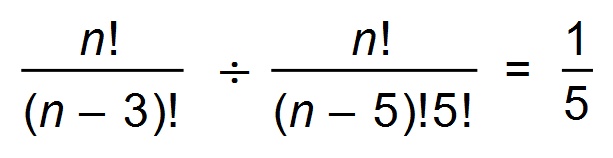 n!/(n – 3)! ÷ n!/(n – 5)!5! = 1/5